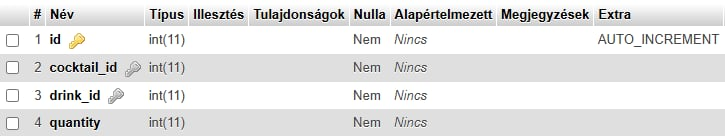 # Név Típus Illesztés Tulajdonságok Nulla Alapértelmezett Megjegyzések Extra
1 id int(11) Nem Nincs AUTO_INCREMENT
2 cocktail_id int(11) Nem Nincs
3 drink_id int(11) Nem Nincs
4 quantity int(11) Nem Nincs